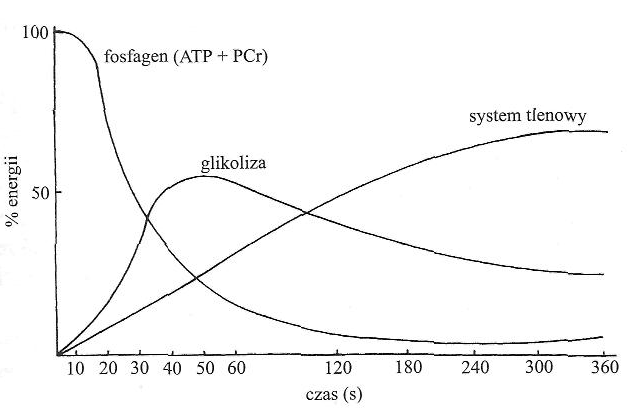 100
fosfagen (ATP + PCr)
system tlenowy
glikoliza
50
% energii
10 20 30 40 50 60 120 180 240 300 360
czas (s)